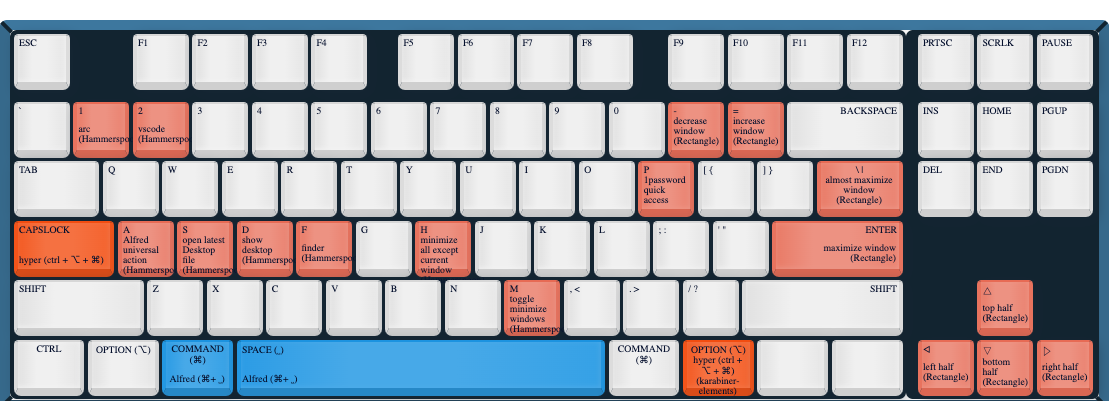 ESC F1 F2 F3 F4 F5 F6 F7 F8 F9 F10 F11 F12 PRTSC SCRLK PAUSE
`
1
arc
(Hammerspo
2
vscode
(Hammerspo
3 4 5 6 7 8 9 0
-
decrease
window
(Rectangle)
=
increase
window
(Rectangle)
BACKSPACE INS HOME PGUP
TAB Q W E R T Y U I O
P
1password
quick
access
[ { ] }
\ |
almost maximize
window
(Rectangle)
DEL END PGDN
CAPSLOCK
hyper (ctrl + ⌥ + ⌘)
A
Alfred
universal
action
(Hammerspo
S
open latest
Desktop
file
(Hammerspo
D
show
desktop
(Hammerspo
F
finder
(Hammerspo
G
H
minimize
all except
current
window
J K L ; : ' "
ENTER
maximize window
(Rectangle)
SHIFT Z X C V B N
M
toggle
minimize
windows
(Hammerspo
, < . > / ? SHIFT
△
top half
(Rectangle)
CTRL OPTION (⌥)
COMMAND
(⌘)
Alfred (⌘+ ⎵)
SPACE (⎵)
Alfred (⌘+ ⎵)
COMMAND
(⌘)
OPTION (⌥)
hyper (ctrl +
⌥ + ⌘)
(karabiner-
elements)
◁
left half
(Rectangle)
▽
bottom
half
(Rectangle)
▷
right half
(Rectangle)